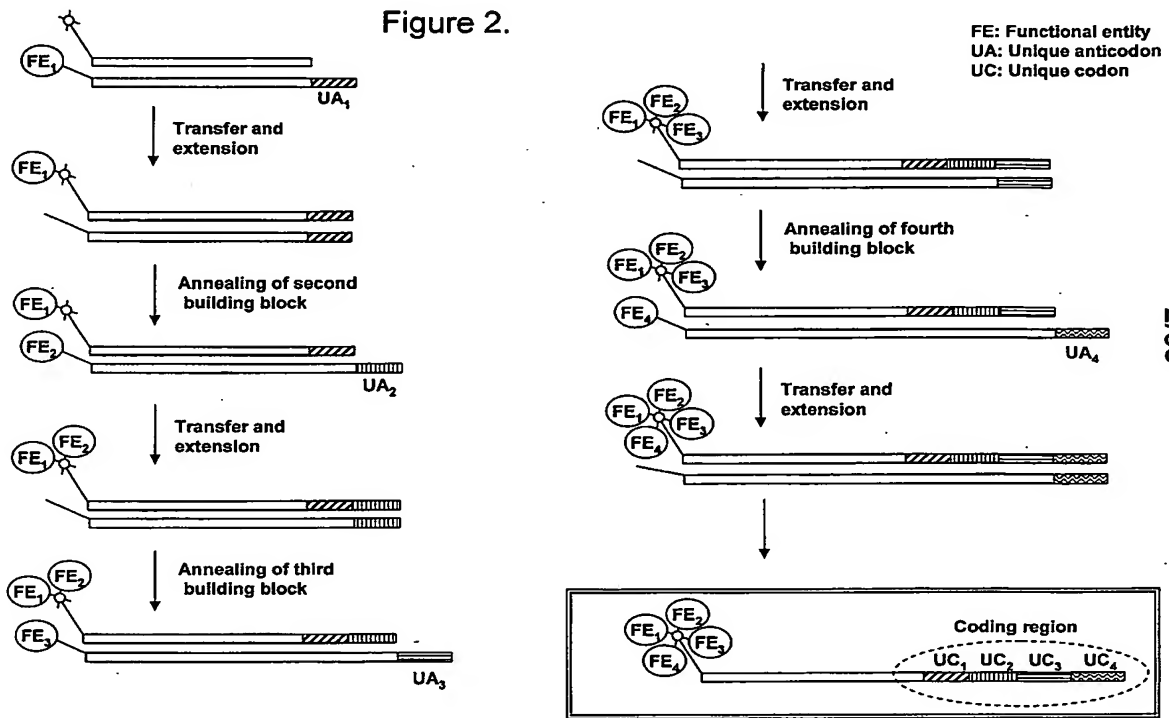 Figure 2.
FE: Functional entity
UA: Unique anticodon
UC: Unique codon
FE1
UA1
Transfer and
extension
FE1
Annealing of second
building block
FE1
FE2
UA2
Transfer and
extension
FE1 FE2
Annealing of third
building block
FE1 FE2
FE3
UA3
Transfer and
extension
FE1 FE2 FE3
Annealing of fourth
building block
FE1 FE2 FE3
FE4
UA4
Transfer and
extension
FE1 FE2 FE3
FE4
FE1 FE2 FE3
FE4
Coding region
UC1 UC2 UC3 UC4